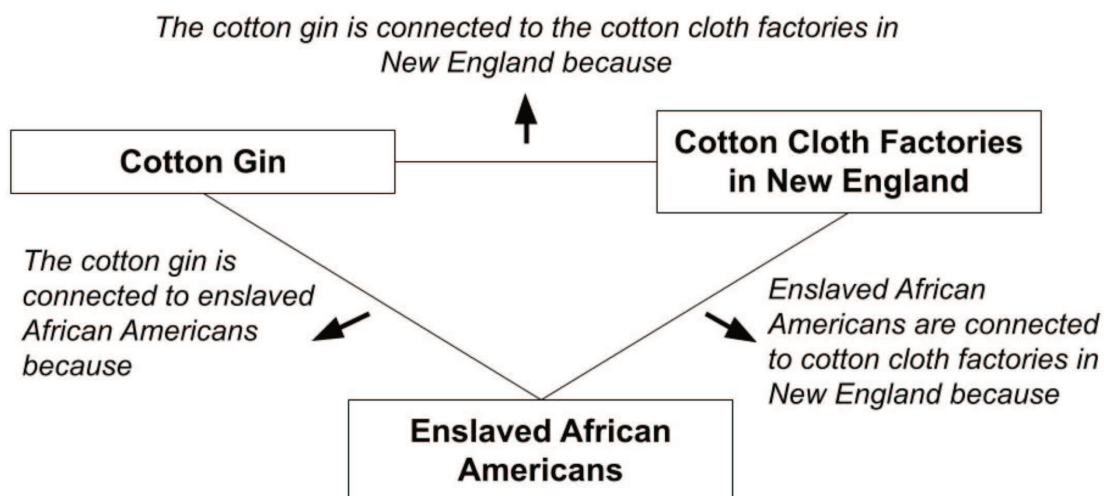 The cotton gin is connected to the cotton cloth factories in
New England because
Cotton Gin
Cotton Cloth Factories
in New England
The cotton gin is
connected to enslaved
African Americans
because
Enslaved African
Americans are connected
to cotton cloth factories in
New England because
Enslaved African
Americans